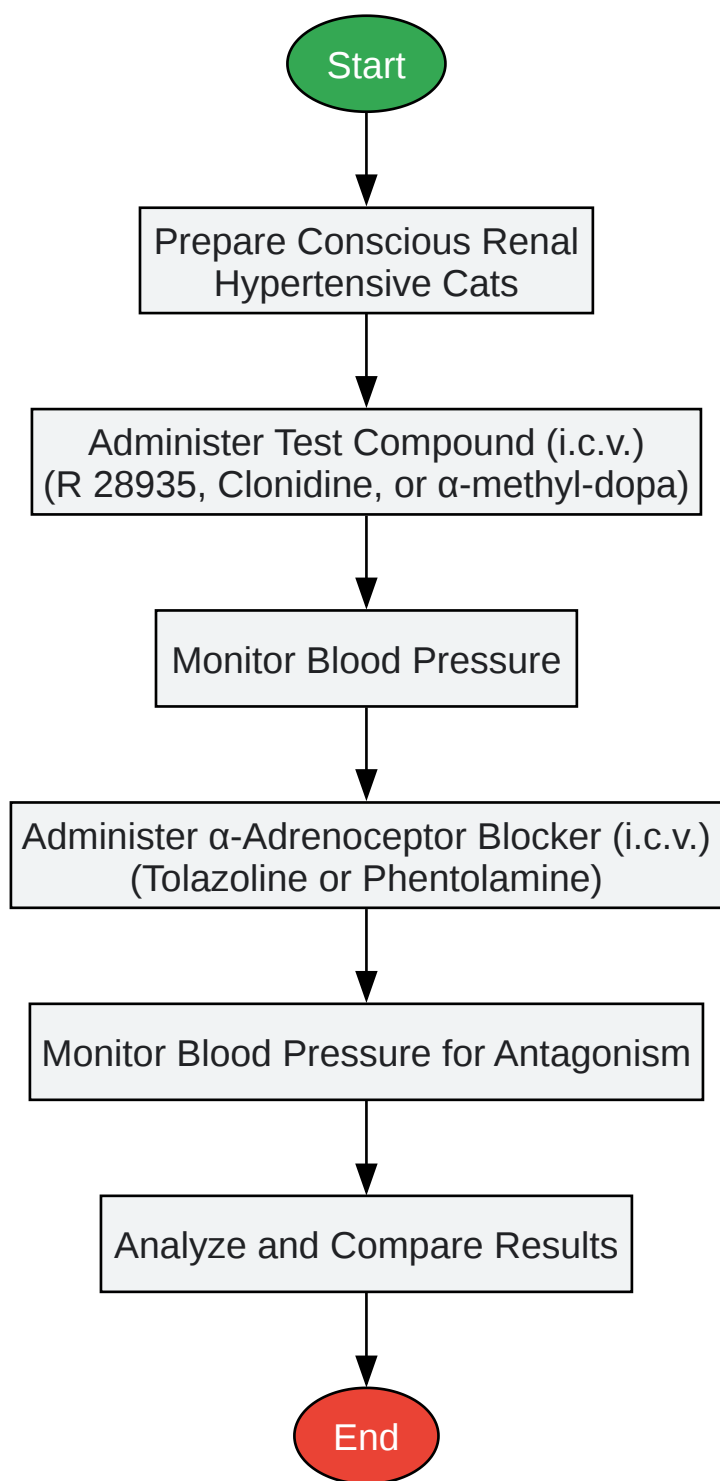 Start
Prepare Conscious Renal
Hypertensive Cats
Administer Test Compound (i.c.v.)
(R 28935, Clonidine, or α-methyl-dopa)
Monitor Blood Pressure
Administer α-Adrenoceptor Blocker (i.c.v.)
(Tolazoline or Phentolamine)
Monitor Blood Pressure for Antagonism
Analyze and Compare Results
End